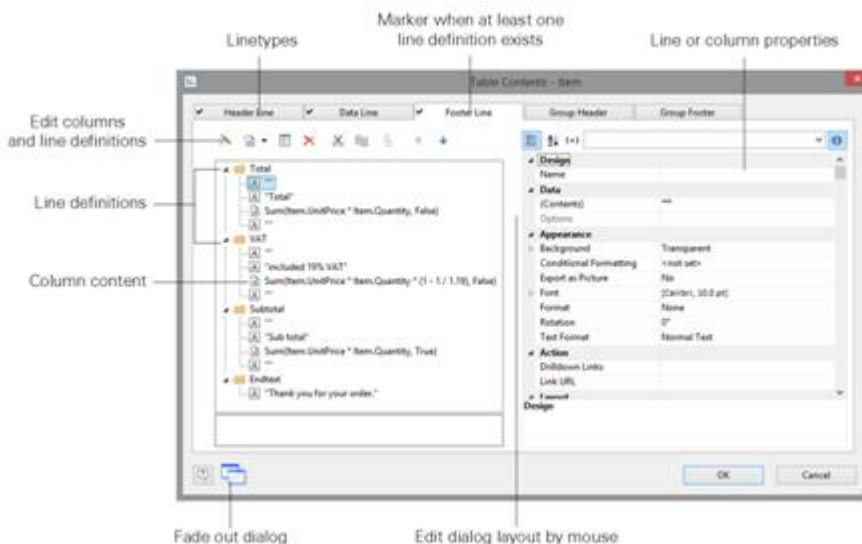 Marker when at least one
line definition exists
Linetypes
Line or column properties
Table Contents - Item
Header Line
Data Line
Footer Line
Group Header
Group Footer
Edit columns
and line definitions
Line definitions
Column content
Total
""
"Total"
Sum(Item.UnitPrice * Item.Quantity, False)
""
VAT
""
"included 19% VAT"
Sum(Item.UnitPrice * Item.Quantity * (1 - 1 / 1.19), False)
""
Subtotal
""
"Sub total"
Sum(Item.UnitPrice * Item.Quantity, True)
""
Endtext
"Thank you for your order."
Design
Name
Data
(Contents) ""
Options
Appearance
Background Transparent
Conditional Formatting <not set>
Export as Picture No
Font [Calibri, 10.0 pt]
Format None
Rotation 0°
Text Format Normal Text
Action
Drilldown Links
Link URL
Layout
Design
OK
Cancel
Fade out dialog
Edit dialog layout by mouse